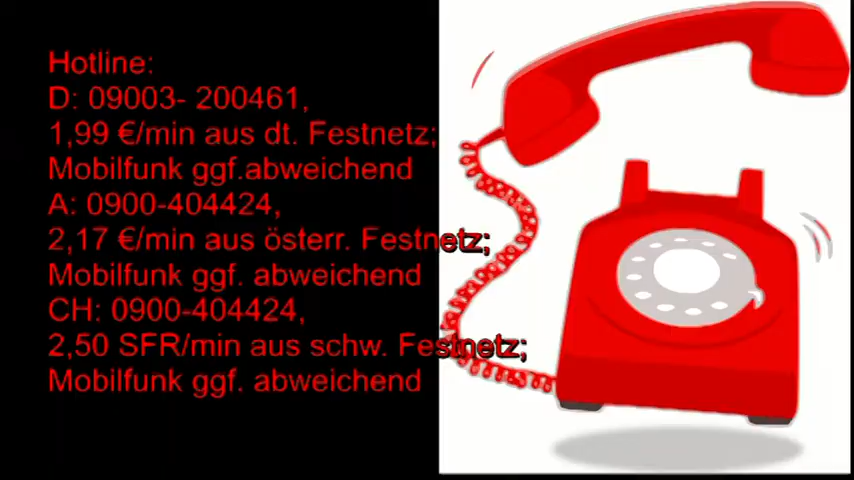 Hotline:
D: 09003- 200461,
1,99 €/min aus dt. Festnetz;
Mobilfunk ggf.abweichend
A: 0900-404424,
2,17 €/min aus österr. Festnetz;
Mobilfunk ggf. abweichend
CH: 0900-404424,
2,50 SFR/min aus schw. Festnetz;
Mobilfunk ggf. abweichend